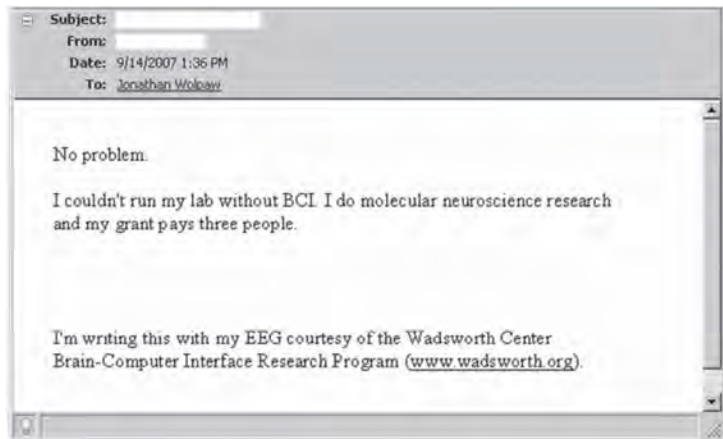 Subject:
From:
Date: 9/14/2007 1:36 PM
To: Jonathan Wolpaw
No problem.
I couldn't run my lab without BCI. I do molecular neuroscience research
and my grant pays three people.
I'm writing this with my EEG courtesy of the Wadsworth Center
Brain-Computer Interface Research Program (www.wadsworth.org).